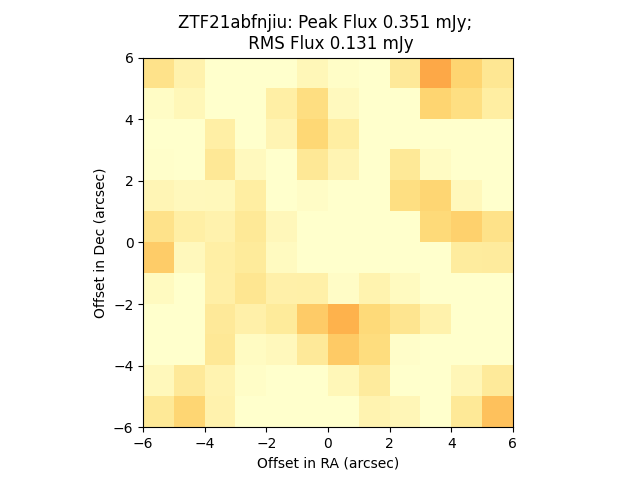 ZTF21abfnjiu: Peak Flux 0.351 mJy;
RMS Flux 0.131 mJy
6
4
2
0
−2
−4
−6
Offset in Dec (arcsec)
−6 −4 −2 0 2 4 6
Offset in RA (arcsec)